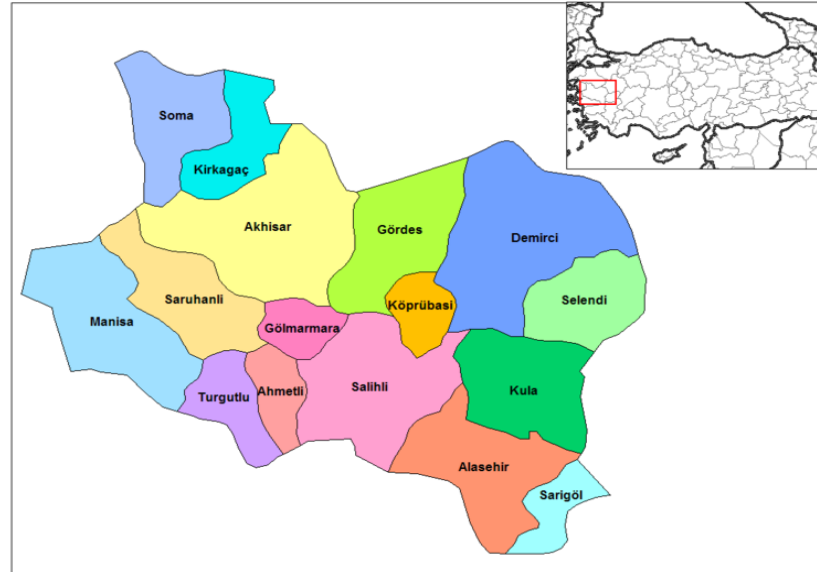 Soma
Kirkagaç
Akhisar
Gördes
Demirci
Saruhanli
Selendi
Köprübasi
Manisa
Gölmarmara
Turgutlu
Ahmetli
Salihli
Kula
Alasehir
Sarigöl